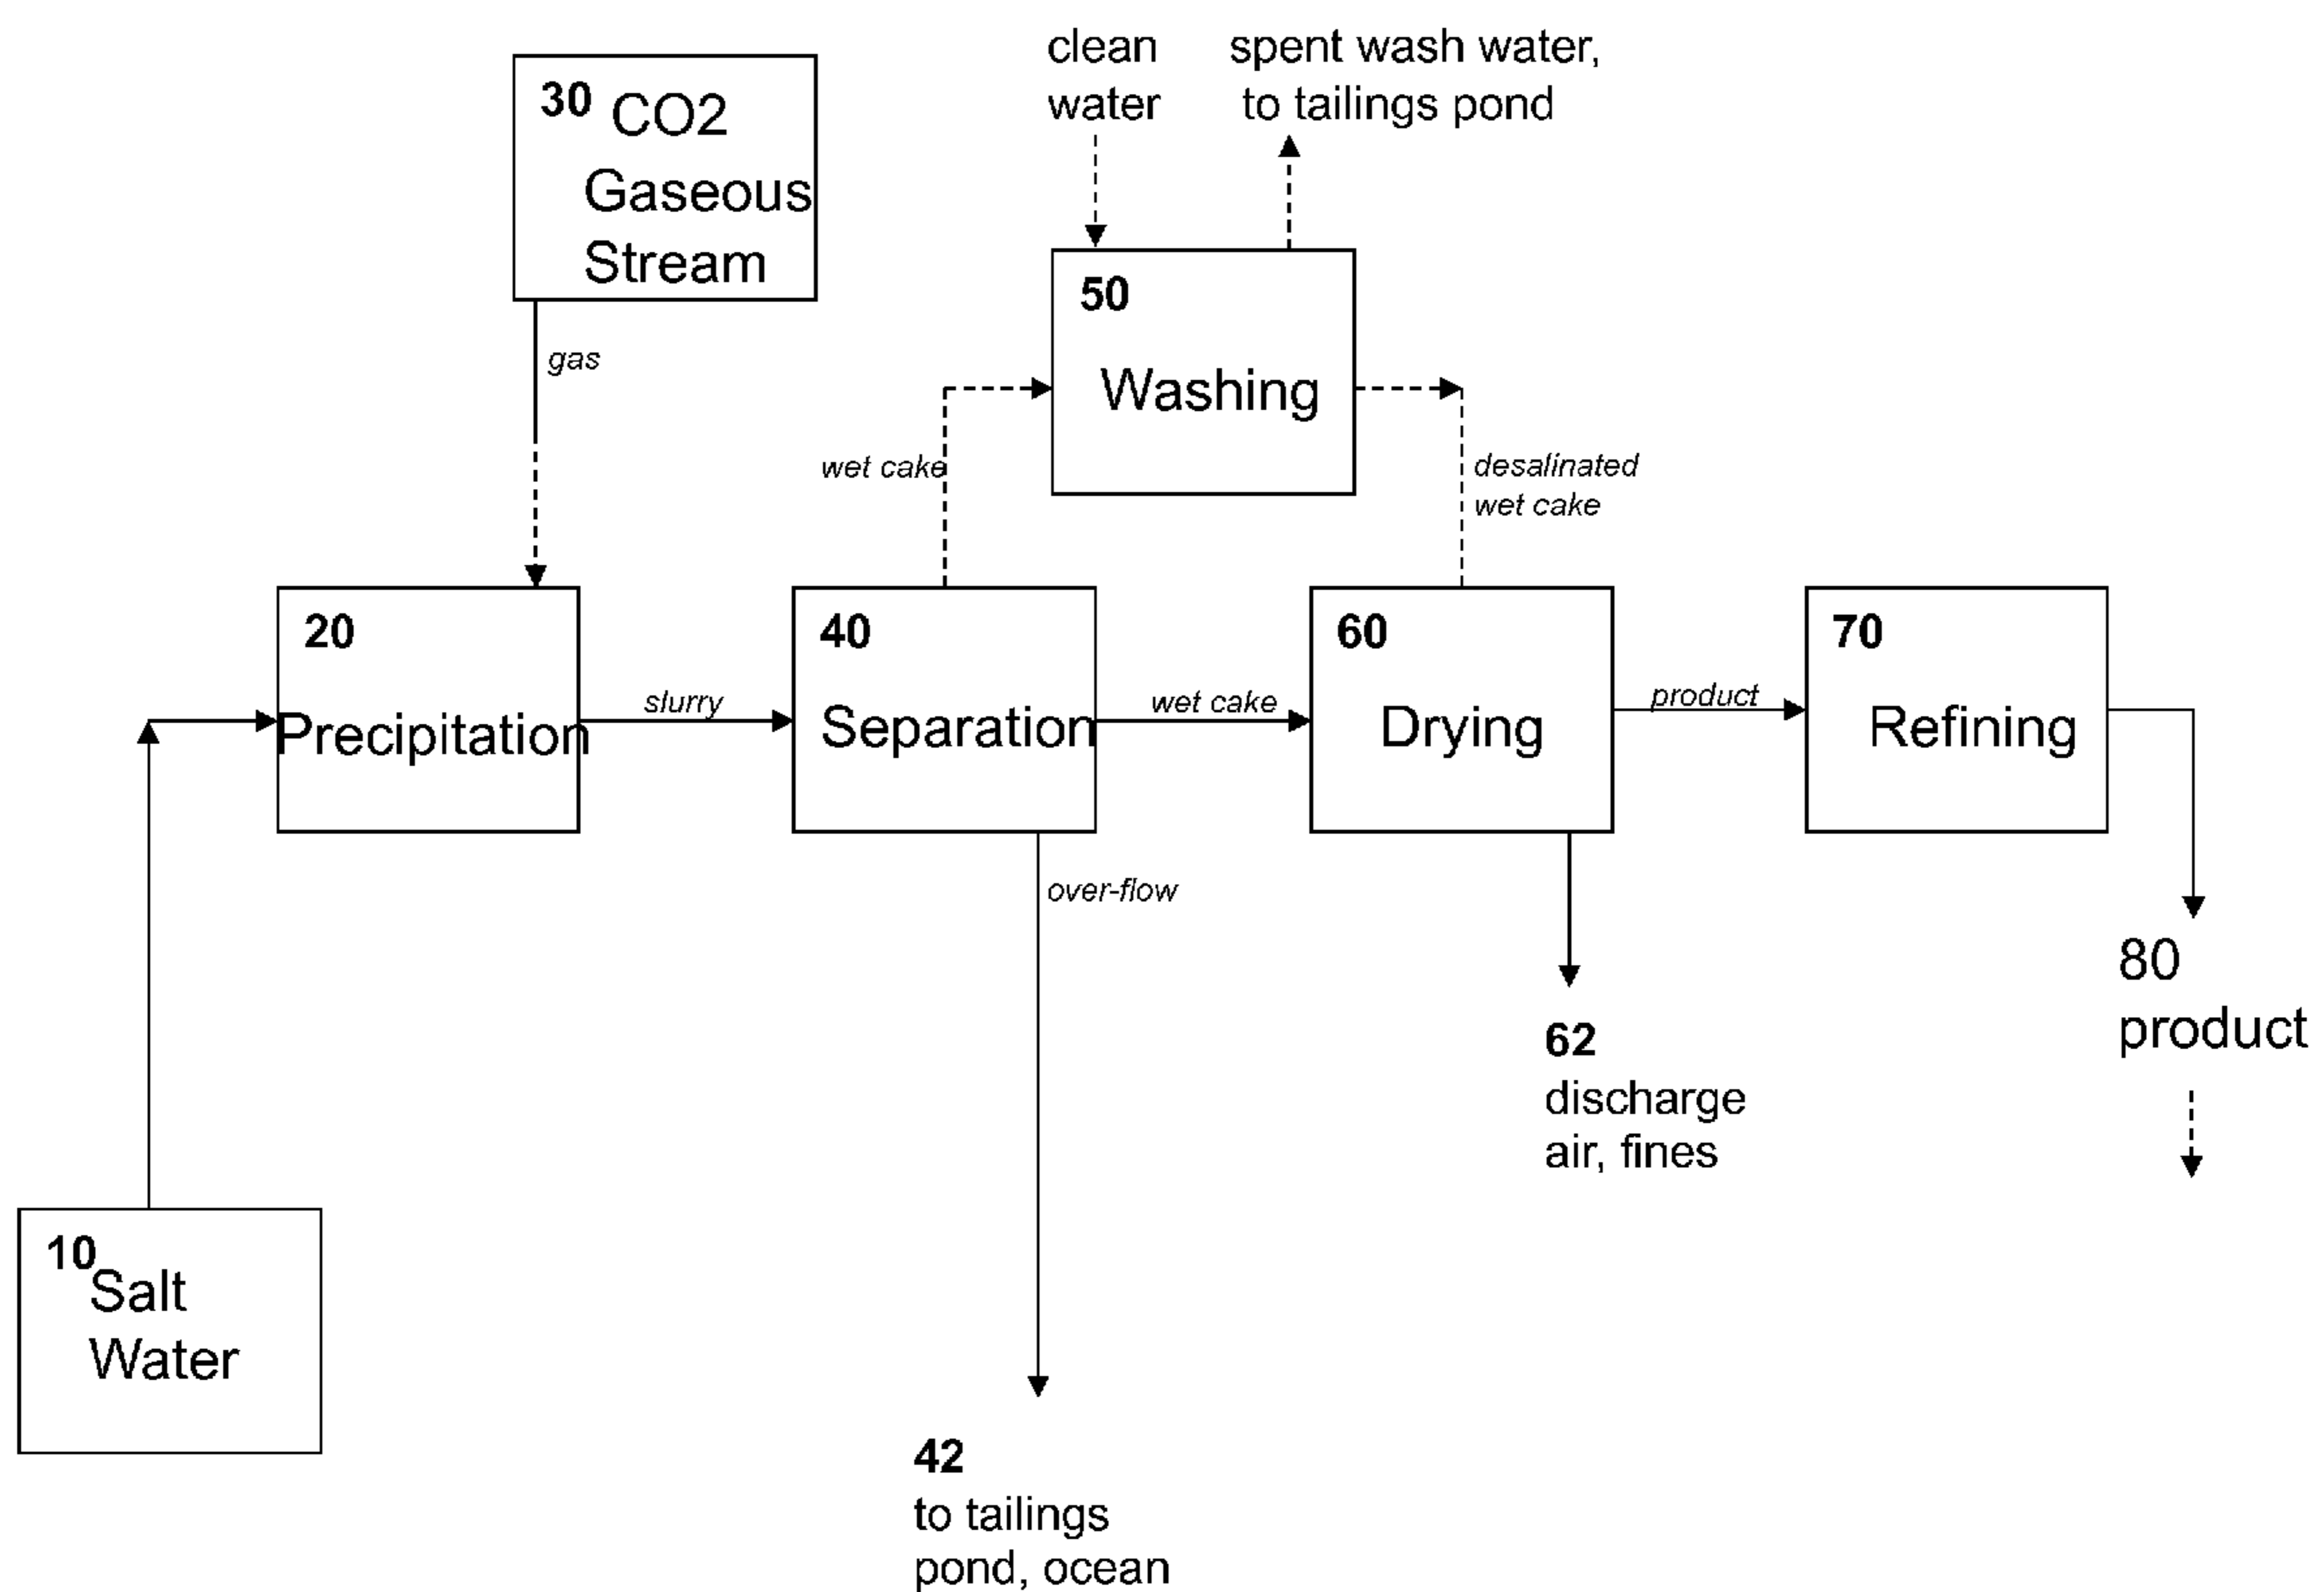 clean
water
spent wash water,
to tailings pond
30 CO2
Gaseous
Stream
gas
50
Washing
wet cake
desalinated
wet cake
20
Precipitation
slurry
40
Separation
wet cake
60
Drying
product
70
Refining
over-flow
80
product
62
discharge
air, fines
10
Salt
Water
42
to tailings
pond, ocean